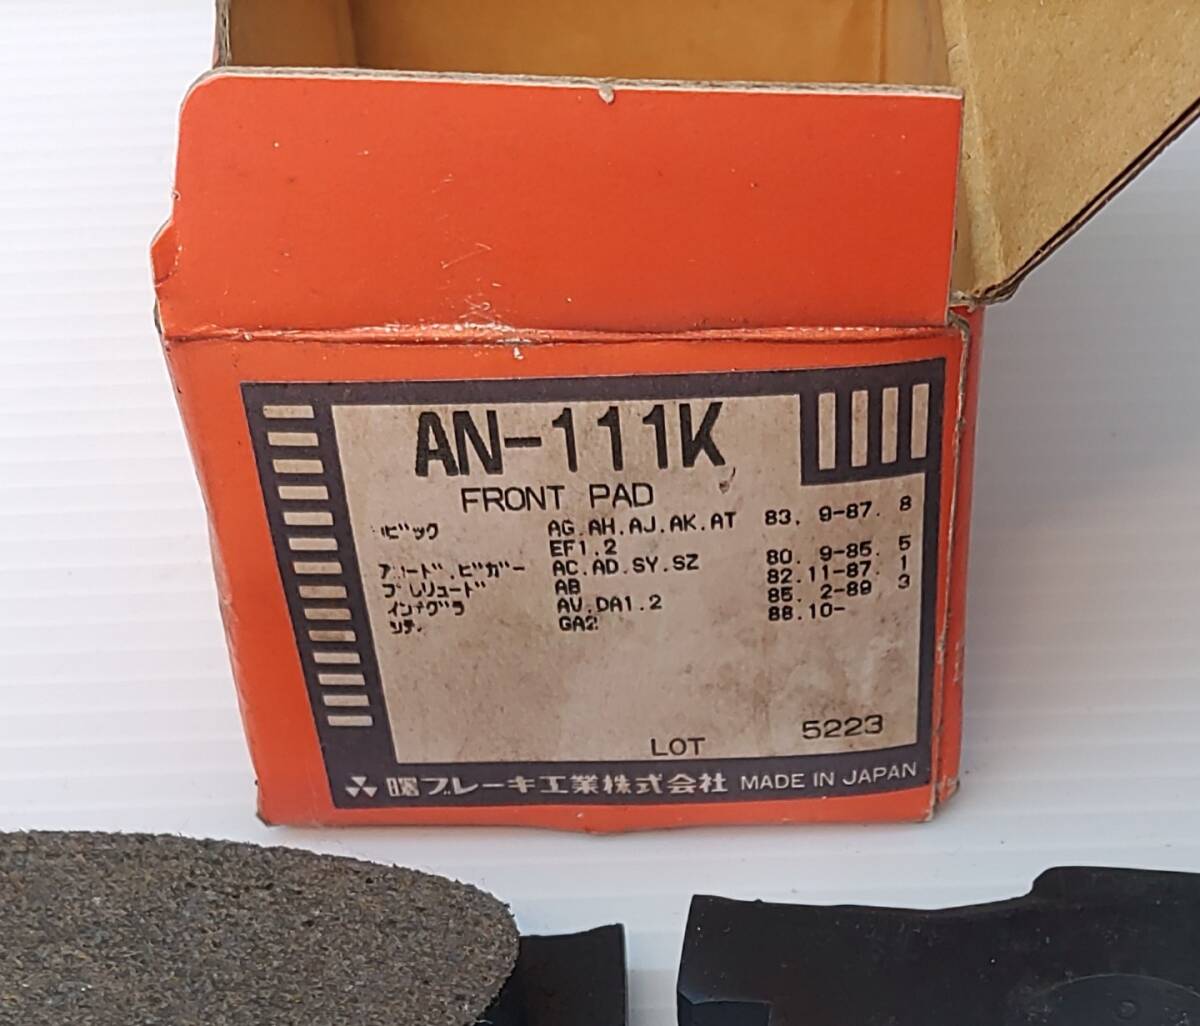 AN-111K
FRONT PAD
シビック AG.AH.AJ.AK.AT 83. 9-87. 8
EF1.2
アコード.ビガー AC.AD.SY.SZ 80. 9-85. 5
プレリュード AB 82.11-87. 1
インテグラ AV.DA1.2 85. 2-89 3
GA2 88.10-
LOT 5223
曙ブレーキ工業株式会社 MADE IN JAPAN